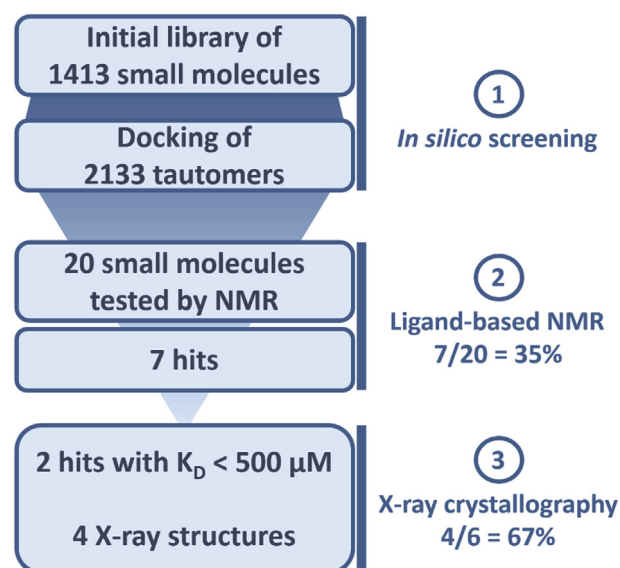 Initial library of
1413 small molecules
1
In silico screening
Docking of
2133 tautomers
20 small molecules
tested by NMR
2
Ligand-based NMR
7/20 = 35%
7 hits
2 hits with KD < 500 µM
4 X-ray structures
3
X-ray crystallography
4/6 = 67%